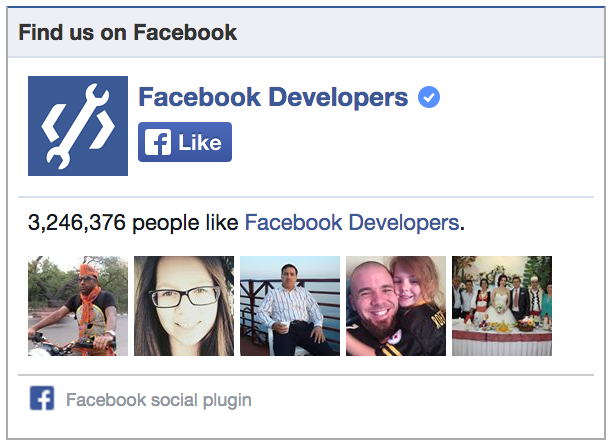 Find us on Facebook
Facebook Developers
Like
3,246,376 people like Facebook Developers.
Facebook social plugin